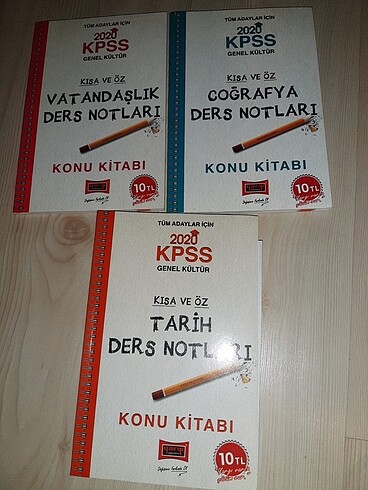 TÜM ADAYLAR İÇİN
2020
KPSS
GENEL KÜLTÜR
KISA VE ÖZ
VATANDAŞLIK
DERS NOTLARI
KONU KİTABI
10 TL
TÜM ADAYLAR İÇİN
2020
KPSS
GENEL KÜLTÜR
KISA VE ÖZ
COĞRAFYA
DERS NOTLARI
KONU KİTABI
10 TL
TÜM ADAYLAR İÇİN
2020
KPSS
GENEL KÜLTÜR
KISA VE ÖZ
TARİH
DERS NOTLARI
KONU KİTABI
yargı
10 TL